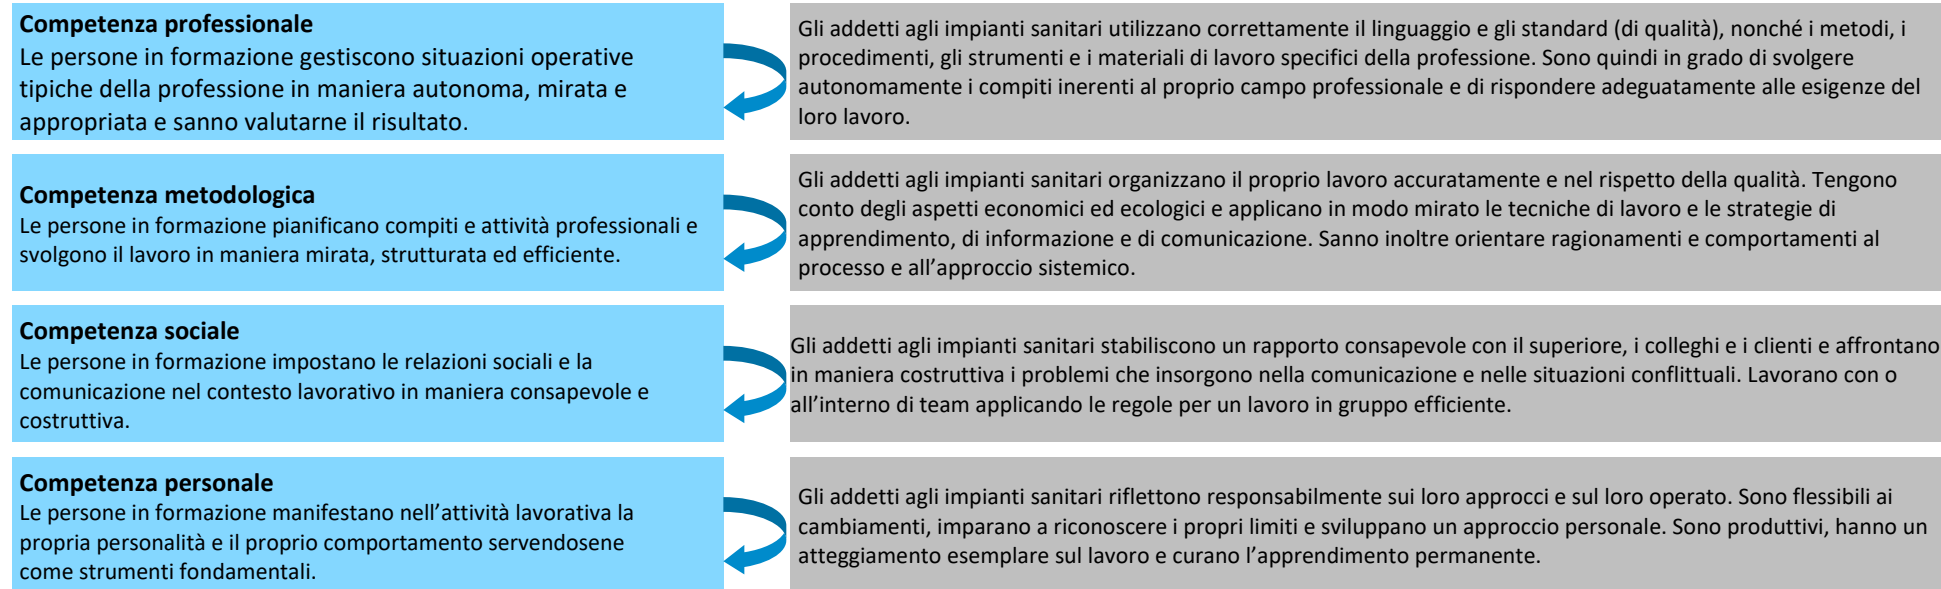 Competenza professionale
Le persone in formazione gestiscono situazioni operative
tipiche della professione in maniera autonoma, mirata e
appropriata e sanno valutarne il risultato.
Gli addetti agli impianti sanitari utilizzano correttamente il linguaggio e gli standard (di qualità), nonché i metodi, i
procedimenti, gli strumenti e i materiali di lavoro specifici della professione. Sono quindi in grado di svolgere
autonomamente i compiti inerenti al proprio campo professionale e di rispondere adeguatamente alle esigenze del
loro lavoro.
Competenza metodologica
Le persone in formazione pianificano compiti e attività professionali e
svolgono il lavoro in maniera mirata, strutturata ed efficiente.
Gli addetti agli impianti sanitari organizzano il proprio lavoro accuratamente e nel rispetto della qualità. Tengono
conto degli aspetti economici ed ecologici e applicano in modo mirato le tecniche di lavoro e le strategie di
apprendimento, di informazione e di comunicazione. Sanno inoltre orientare ragionamenti e comportamenti al
processo e all’approccio sistemico.
Competenza sociale
Le persone in formazione impostano le relazioni sociali e la
comunicazione nel contesto lavorativo in maniera consapevole e
costruttiva.
Gli addetti agli impianti sanitari stabiliscono un rapporto consapevole con il superiore, i colleghi e i clienti e affrontano
in maniera costruttiva i problemi che insorgono nella comunicazione e nelle situazioni conflittuali. Lavorano con o
all’interno di team applicando le regole per un lavoro in gruppo efficiente.
Competenza personale
Le persone in formazione manifestano nell’attività lavorativa la
propria personalità e il proprio comportamento servendosene
come strumenti fondamentali.
Gli addetti agli impianti sanitari riflettono responsabilmente sui loro approcci e sul loro operato. Sono flessibili ai
cambiamenti, imparano a riconoscere i propri limiti e sviluppano un approccio personale. Sono produttivi, hanno un
atteggiamento esemplare sul lavoro e curano l’apprendimento permanente.